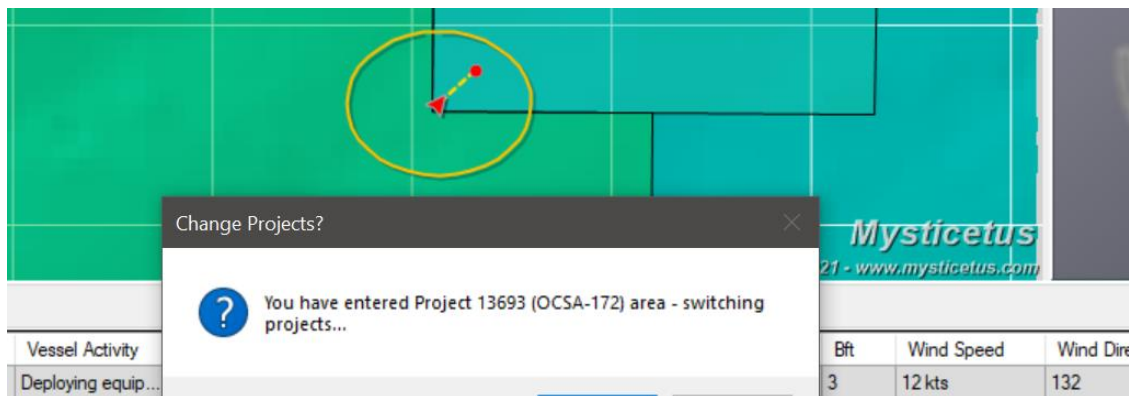 Change Projects?
Mysticetus
21 - www.mysticetus.com
You have entered Project 13693 (OCSA-172) area - switching
projects...
Vessel Activity Bft Wind Speed Wind Dire
Deploying equip... 3 12 kts 132